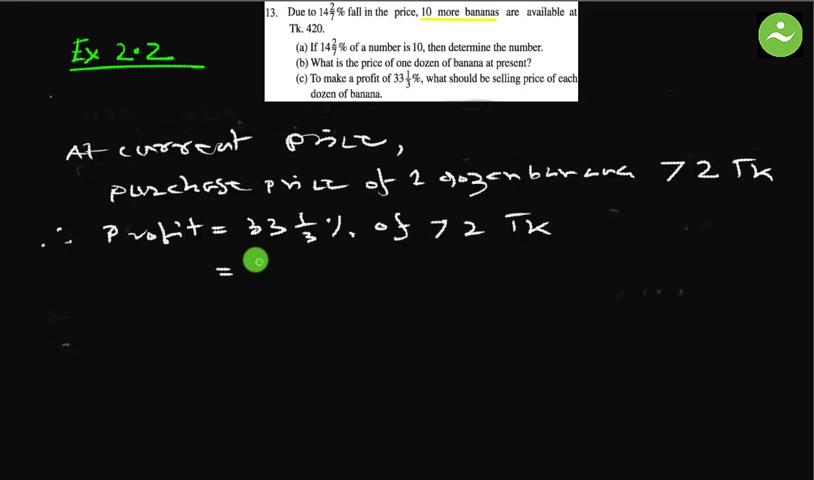 13. Due to 14 2/7% fall in the price, 10 more bananas are available at
Tk. 420.
(a) If 14 2/7% of a number is 10, then determine the number.
(b) What is the price of one dozen of banana at present?
(c) To make a profit of 33 1/3%, what should be selling price of each
dozen of banana.
Ex 2.2
At current price,
purchase price of 1 dozen banana 72 Tk
∴ Profit = 33 1/3 % of 72 Tk
=